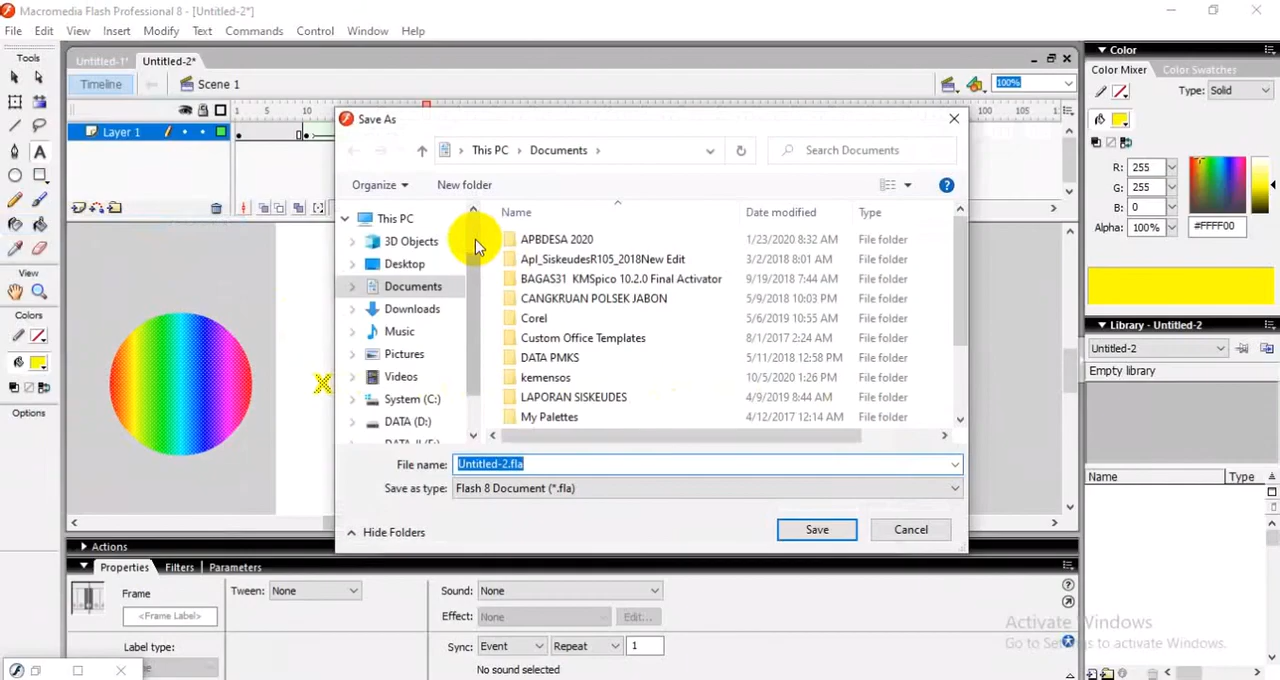 Macromedia Flash Professional 8 - [Untitled-2*]
File Edit View Insert Modify Text Commands Control Window Help
Tools
View
Colors
Options
Untitled-1* Untitled-2*
Timeline Scene 1 100%
1 5 10 100 105
Layer 1
X
Save As
This PC Documents Search Documents
Organize New folder
This PC
3D Objects
Desktop
Documents
Downloads
Music
Pictures
Videos
System (C:)
DATA (D:)
Name Date modified Type
APBDESA 2020 1/23/2020 8:32 AM File folder
Apl_SiskeudesR105_2018New Edit 3/2/2018 8:01 AM File folder
BAGAS31 KMSpico 10.2.0 Final Activator 9/19/2018 7:44 AM File folder
CANGKRUAN POLSEK JABON 5/9/2018 10:03 PM File folder
Corel 5/6/2019 10:55 AM File folder
Custom Office Templates 8/1/2017 2:24 AM File folder
DATA PMKS 5/11/2018 12:58 PM File folder
kemensos 10/5/2020 1:26 PM File folder
LAPORAN SISKEUDES 4/9/2019 8:44 AM File folder
My Palettes 4/12/2017 12:14 AM File folder
File name: Untitled-2.fla
Save as type: Flash 8 Document (*.fla)
Hide Folders Save Cancel
Color
Color Mixer Color Swatches
Type: Solid
R: 255
G: 255
B: 0
Alpha: 100% #FFFF00
Library - Untitled-2
Untitled-2
Empty library
Name Type
Actions
Properties Filters Parameters
Frame
<Frame Label>
Label type:
Tween: None
Sound: None
Effect: None Edit...
Sync: Event Repeat 1
No sound selected
Activate Windows
Go to Settings to activate Windows.